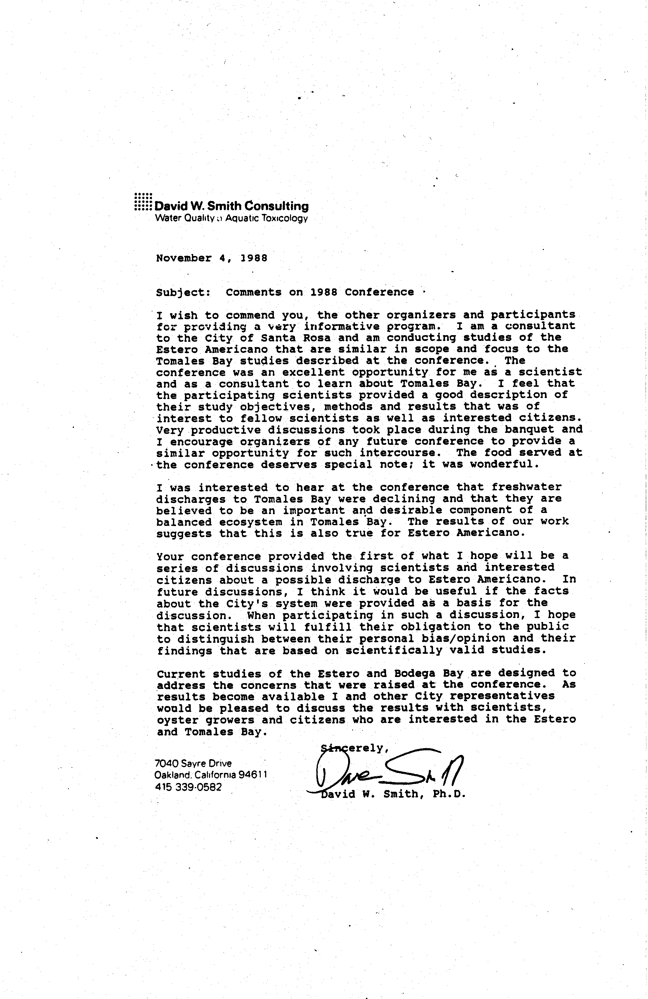 David W. Smith Consulting
Water Quality Aquatic Toxicology
November 4, 1988
Subject: Comments on 1988 Conference
I wish to commend you, the other organizers and participants
for providing a very informative program. I am a consultant
to the City of Santa Rosa and am conducting studies of the
Estero Americano that are similar in scope and focus to the
Tomales Bay studies described at the conference. The
conference was an excellent opportunity for me as a scientist
and as a consultant to learn about Tomales Bay. I feel that
the participating scientists provided a good description of
their study objectives, methods and results that was of
interest to fellow scientists as well as interested citizens.
Very productive discussions took place during the banquet and
I encourage organizers of any future conference to provide a
similar opportunity for such intercourse. The food served at
the conference deserves special note; it was wonderful.
I was interested to hear at the conference that freshwater
discharges to Tomales Bay were declining and that they are
believed to be an important and desirable component of a
balanced ecosystem in Tomales Bay. The results of our work
suggests that this is also true for Estero Americano.
Your conference provided the first of what I hope will be a
series of discussions involving scientists and interested
citizens about a possible discharge to Estero Americano. In
future discussions, I think it would be useful if the facts
about the City's system were provided as a basis for the
discussion. When participating in such a discussion, I hope
that scientists will fulfill their obligation to the public
to distinguish between their personal bias/opinion and their
findings that are based on scientifically valid studies.
Current studies of the Estero and Bodega Bay are designed to
address the concerns that were raised at the conference. As
results become available I and other City representatives
would be pleased to discuss the results with scientists,
oyster growers and citizens who are interested in the Estero
and Tomales Bay.
Sincerely,
Dave Smith
David W. Smith, Ph.D.
7040 Sayre Drive
Oakland, California 94611
415 339-0582